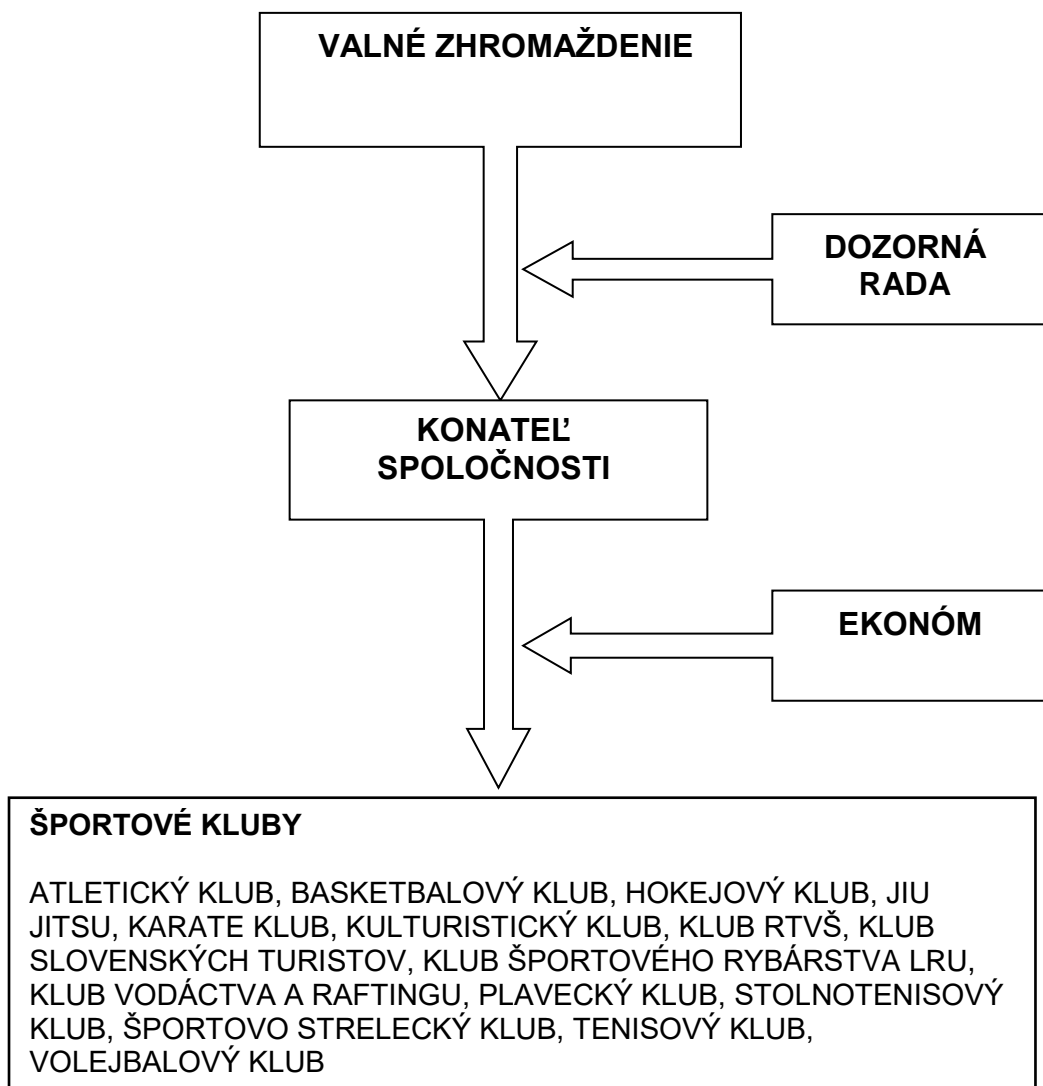 VALNÉ ZHROMAŽDENIE
DOZORNÁ
RADA
KONATEĽ
SPOLOČNOSTI
EKONÓM
ŠPORTOVÉ KLUBY
ATLETICKÝ KLUB, BASKETBALOVÝ KLUB, HOKEJOVÝ KLUB, JIU
JITSU, KARATE KLUB, KULTURISTICKÝ KLUB, KLUB RTVŠ, KLUB
SLOVENSKÝCH TURISTOV, KLUB ŠPORTOVÉHO RYBÁRSTVA LRU,
KLUB VODÁCTVA A RAFTINGU, PLAVECKÝ KLUB, STOLNOTENISOVÝ
KLUB, ŠPORTOVO STRELECKÝ KLUB, TENISOVÝ KLUB,
VOLEJBALOVÝ KLUB